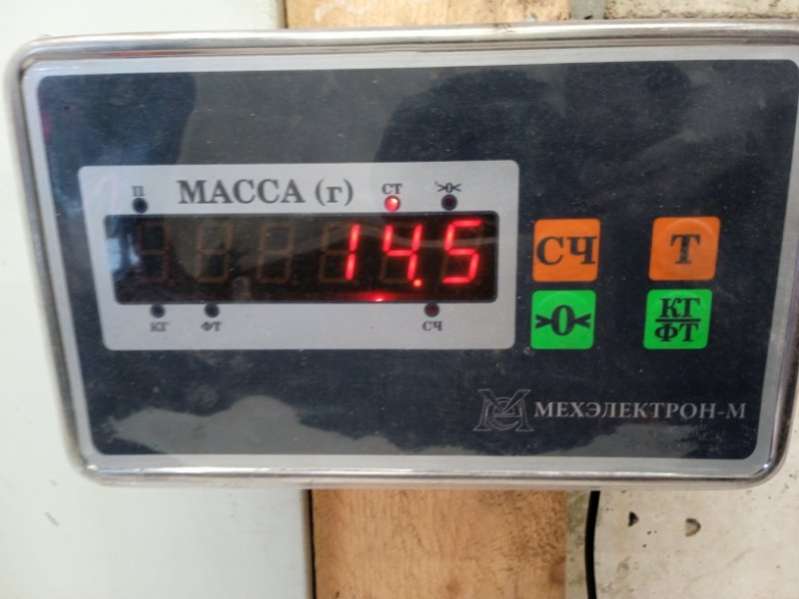 П МАССА (г) СТ >0<
14.5
КГ ФТ СЧ
СЧ Т
>0< КГ/ФТ
МЕХЭЛЕКТРОН-М